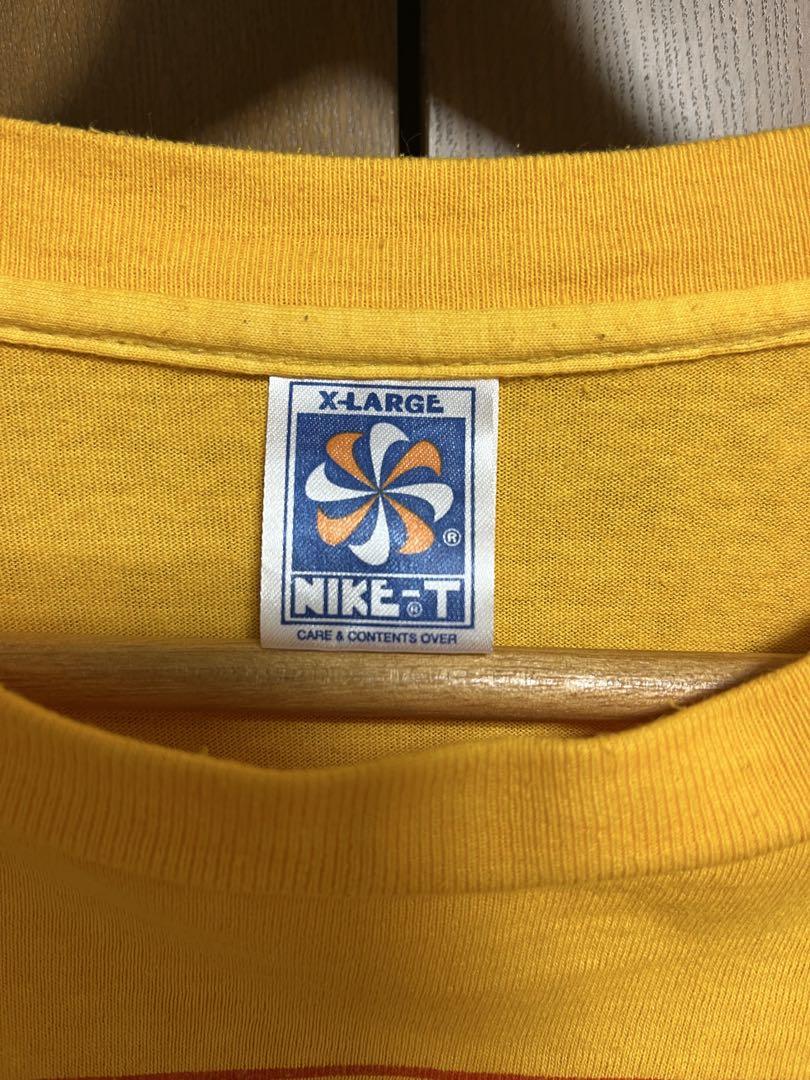 X-LARGE
®
NIKE-®T
CARE & CONTENTS OVER